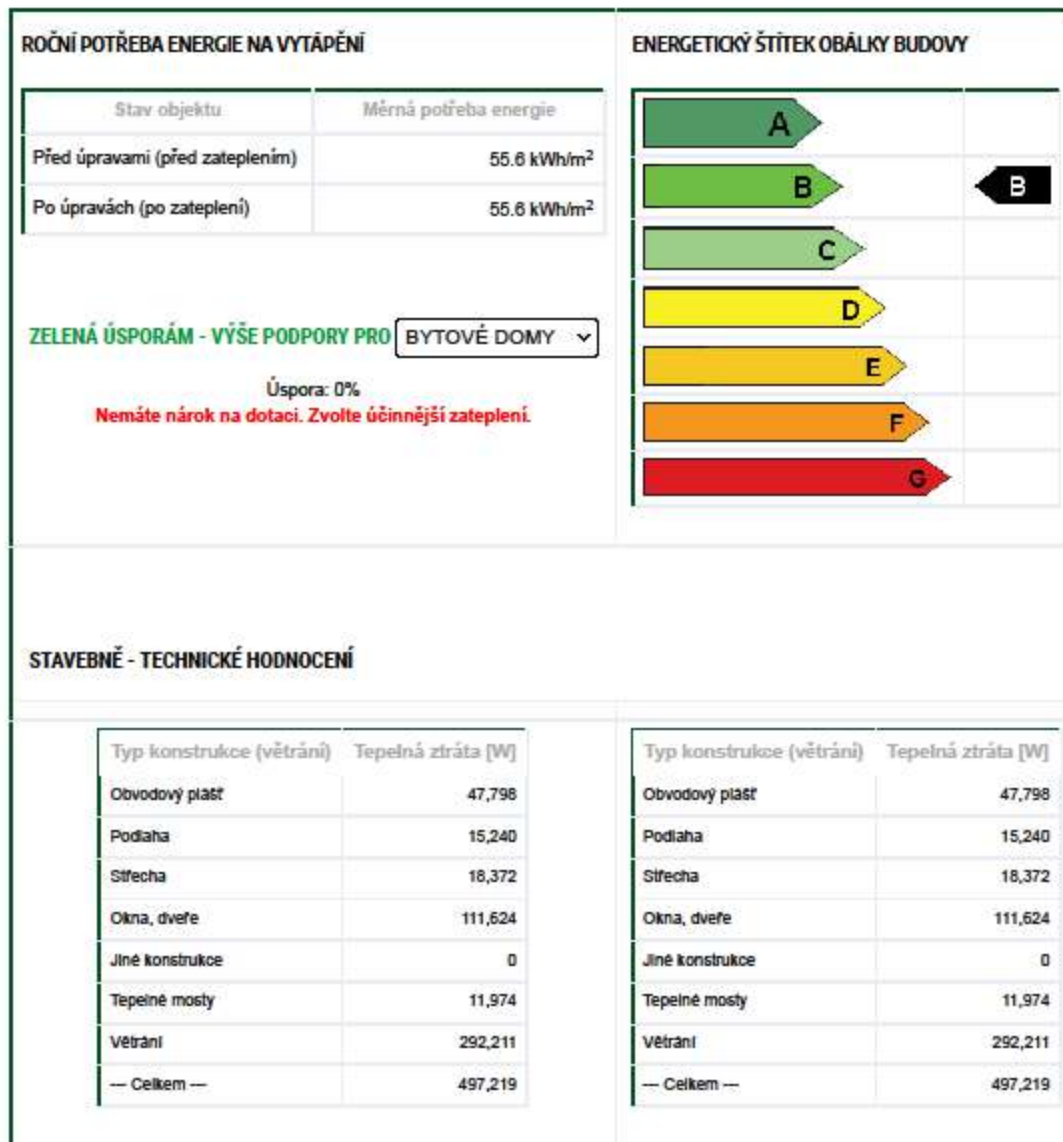 ROČNÍ POTŘEBA ENERGIE NA VYTÁPĚNÍ
Stav objektu Měrná potřeba energie
Před úpravami (před zateplením) 55.6 kWh/m²
Po úpravách (po zateplení) 55.6 kWh/m²
ZELENÁ ÚSPORÁM - VÝŠE PODPORY PRO BYTOVÉ DOMY
Úspora: 0%
Nemáte nárok na dotaci. Zvolte účinnější zateplení.
ENERGETICKÝ ŠTÍTEK OBÁLKY BUDOVY
A
B B
C
D
E
F
G
STAVEBNĚ - TECHNICKÉ HODNOCENÍ
Typ konstrukce (větrání) Tepelná ztráta [W]
Obvodový plášť 47,798
Podlaha 15,240
Střecha 18,372
Okna, dveře 111,624
Jiné konstrukce 0
Tepelné mosty 11,974
Větrání 292,211
--- Celkem --- 497,219
Typ konstrukce (větrání) Tepelná ztráta [W]
Obvodový plášť 47,798
Podlaha 15,240
Střecha 18,372
Okna, dveře 111,624
Jiné konstrukce 0
Tepelné mosty 11,974
Větrání 292,211
--- Celkem --- 497,219